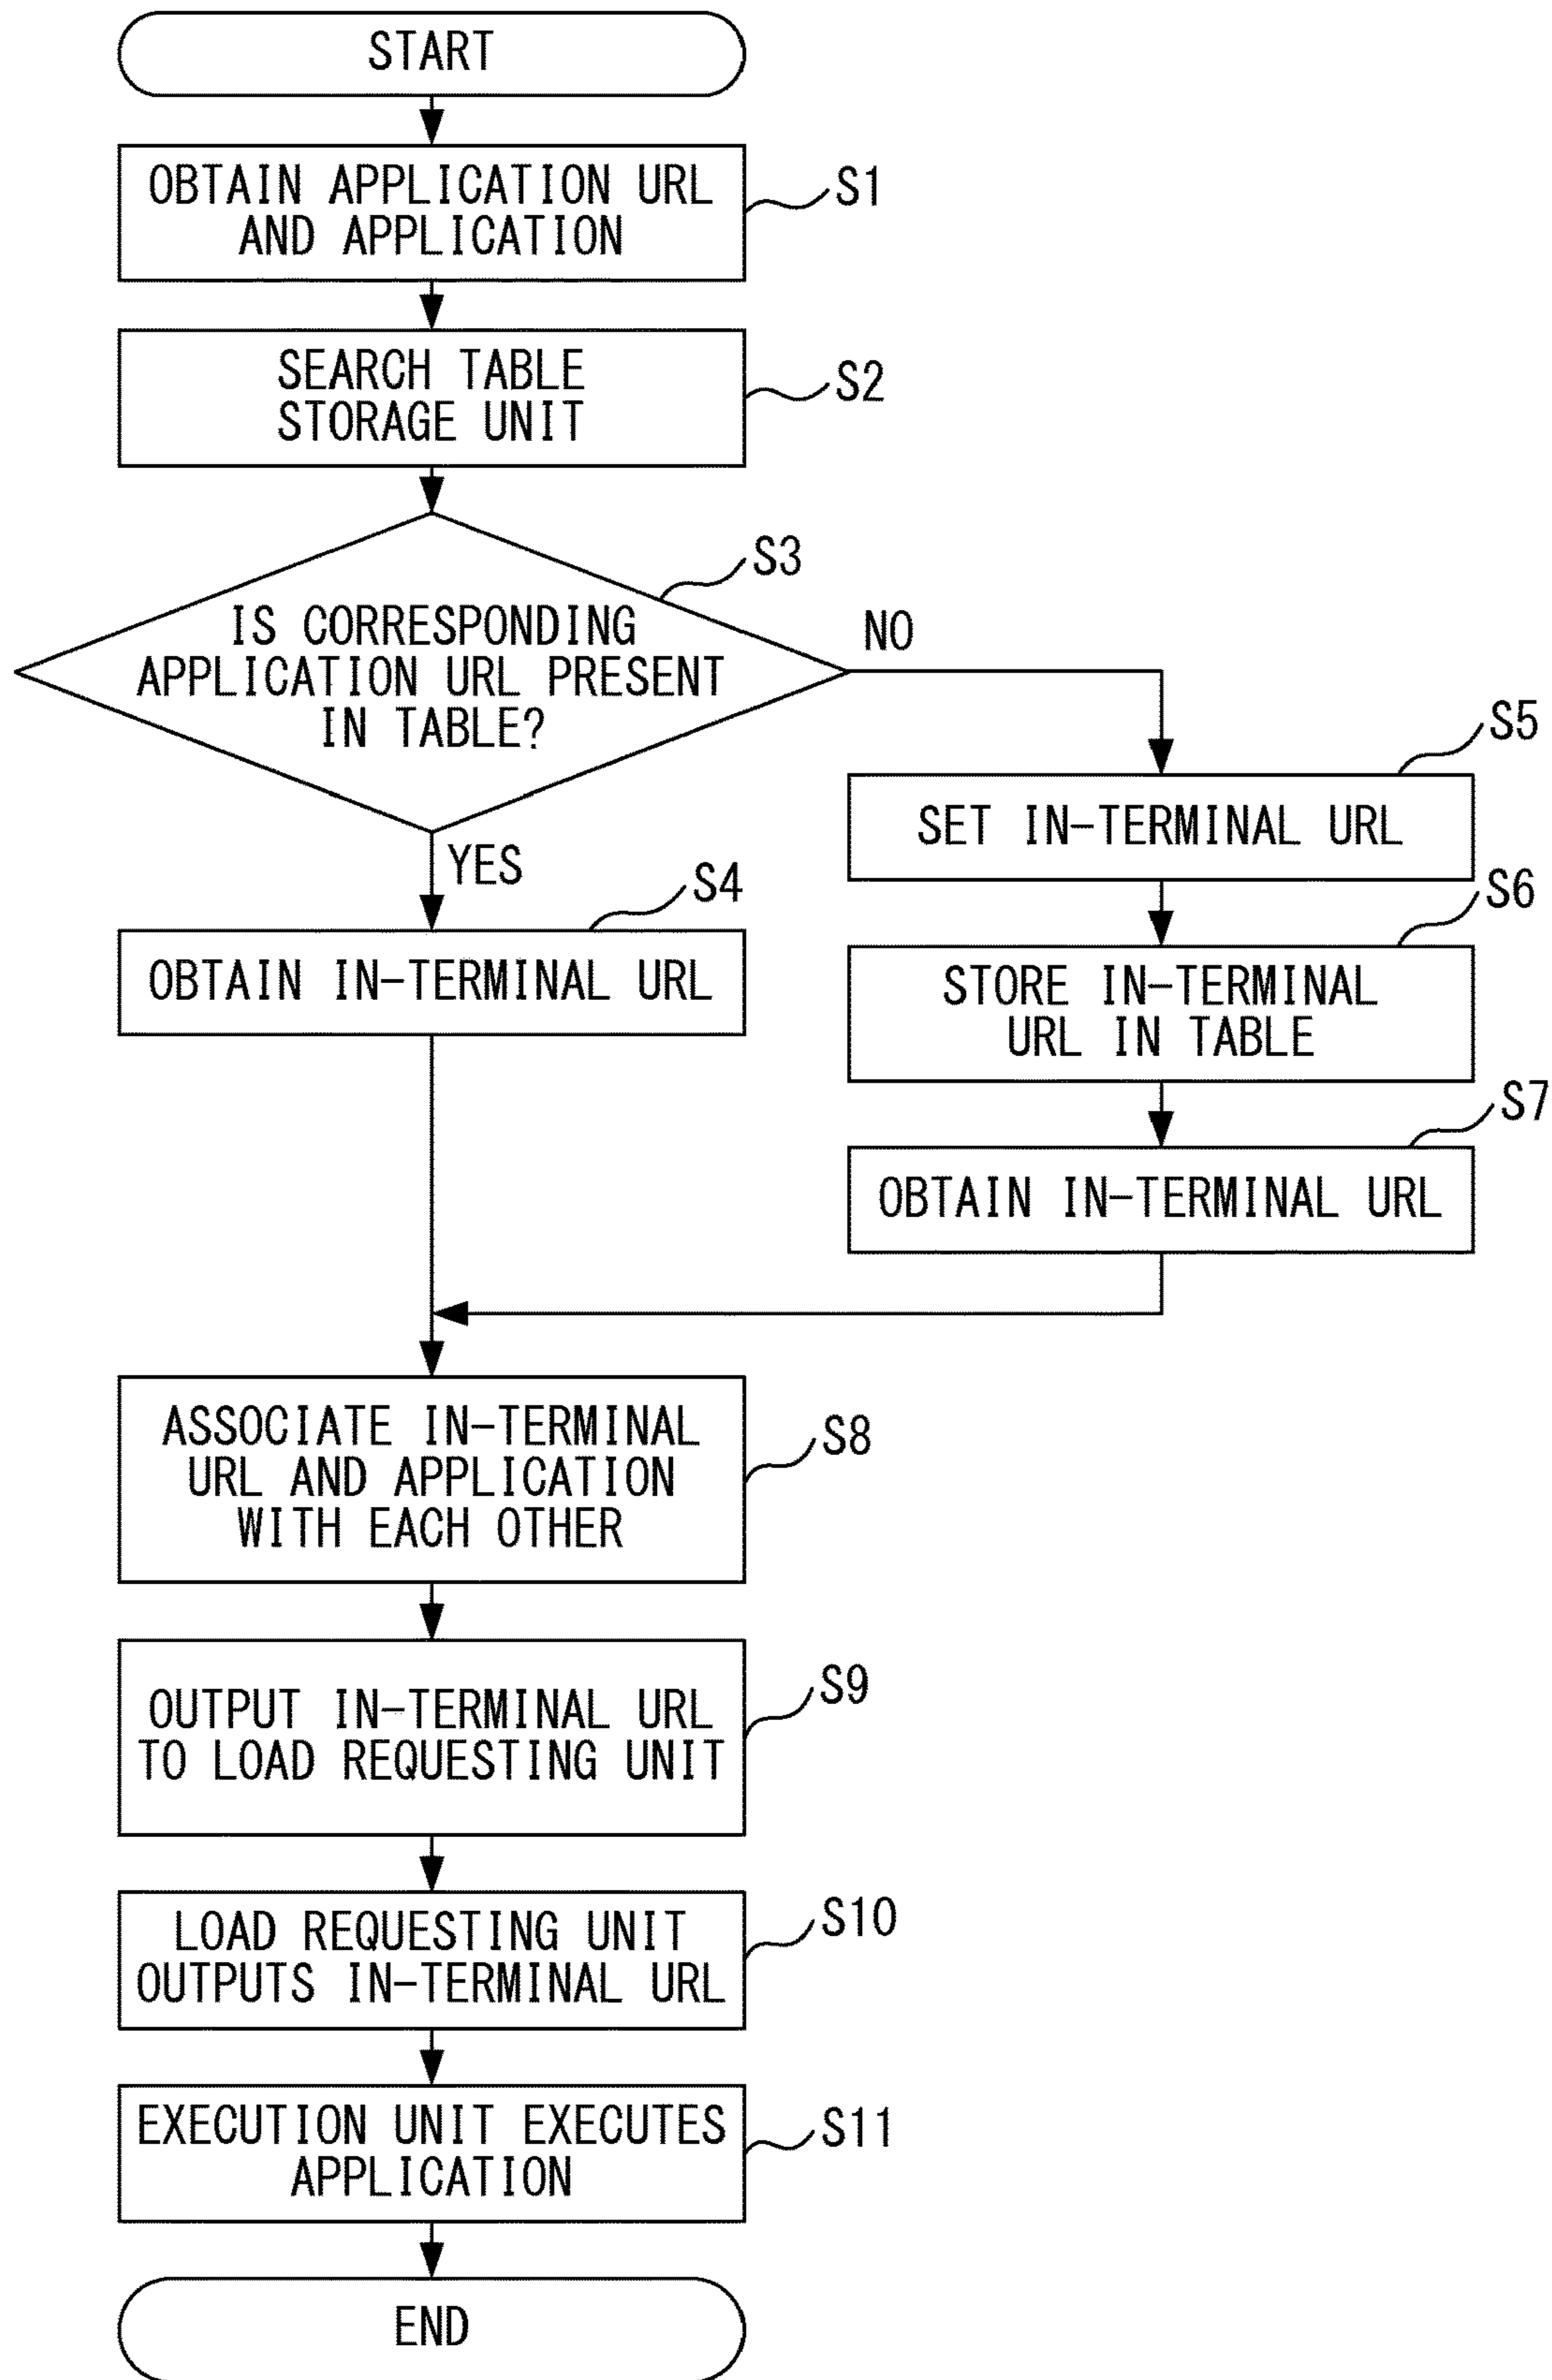 START
OBTAIN APPLICATION URL
AND APPLICATION
S1
SEARCH TABLE
STORAGE UNIT
S2
IS CORRESPONDING
APPLICATION URL PRESENT
IN TABLE?
S3
NO
YES
S4
OBTAIN IN-TERMINAL URL
S5
SET IN-TERMINAL URL
S6
STORE IN-TERMINAL
URL IN TABLE
S7
OBTAIN IN-TERMINAL URL
ASSOCIATE IN-TERMINAL
URL AND APPLICATION
WITH EACH OTHER
S8
OUTPUT IN-TERMINAL URL
TO LOAD REQUESTING UNIT
S9
LOAD REQUESTING UNIT
OUTPUTS IN-TERMINAL URL
S10
EXECUTION UNIT EXECUTES
APPLICATION
S11
END